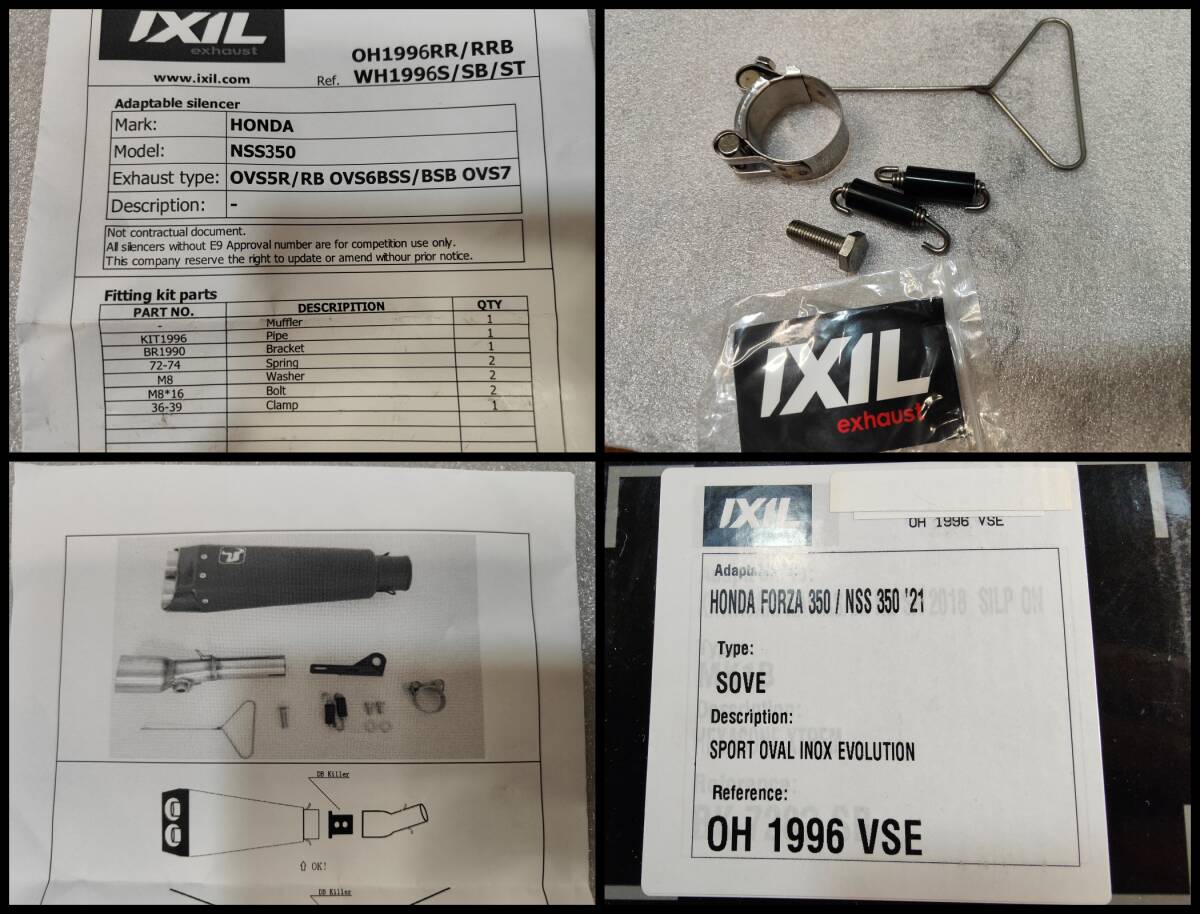 IXIL
exhaust
www.ixil.com
Ref.
OH1996RR/RRB
WH1996S/SB/ST
Adaptable silencer
Mark: HONDA
Model: NSS350
Exhaust type: OVS5R/RB OVS6BSS/BSB OVS7
Description: -
Not contractual document.
All silencers without E9 Approval number are for competition use only.
This company reserve the right to update or amend withour prior notice.
Fitting kit parts
PART NO. DESCRIPITION QTY
- Muffler 1
KIT1996 Pipe 1
BR1990 Bracket 1
72-74 Spring 2
M8 Washer 2
M8*16 Bolt 2
36-39 Clamp 1
IXIL
exhaust
DB Killer
⇧ OK!
DB Killer
IXIL
OH 1996 VSE
HONDA FORZA 350 / NSS 350 '21
2018 SILP ON
Type:
SOVE
Description:
SPORT OVAL INOX EVOLUTION
Reference:
OH 1996 VSE